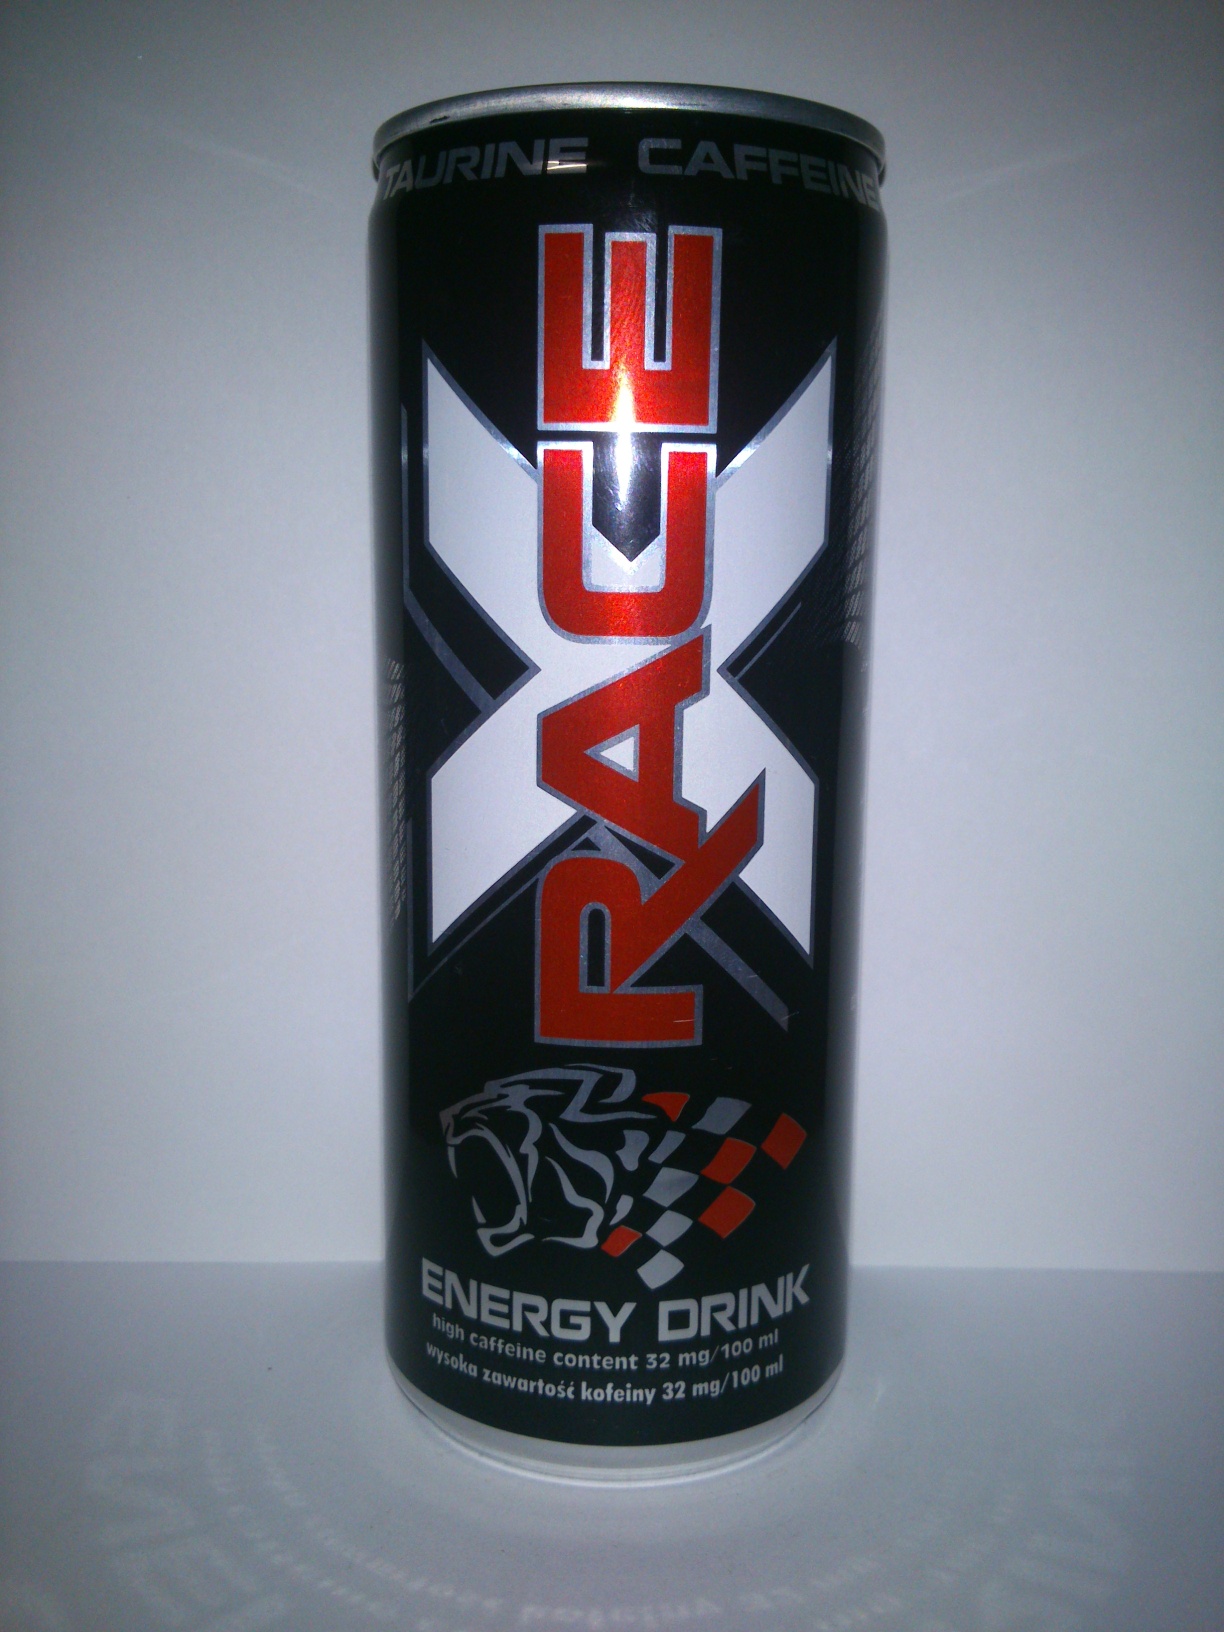 TAURINE CAFFEINE
X
RACE
ENERGY DRINK
high caffeine content 32 mg/100 ml
wysoka zawartość kofeiny 32 mg/100 ml